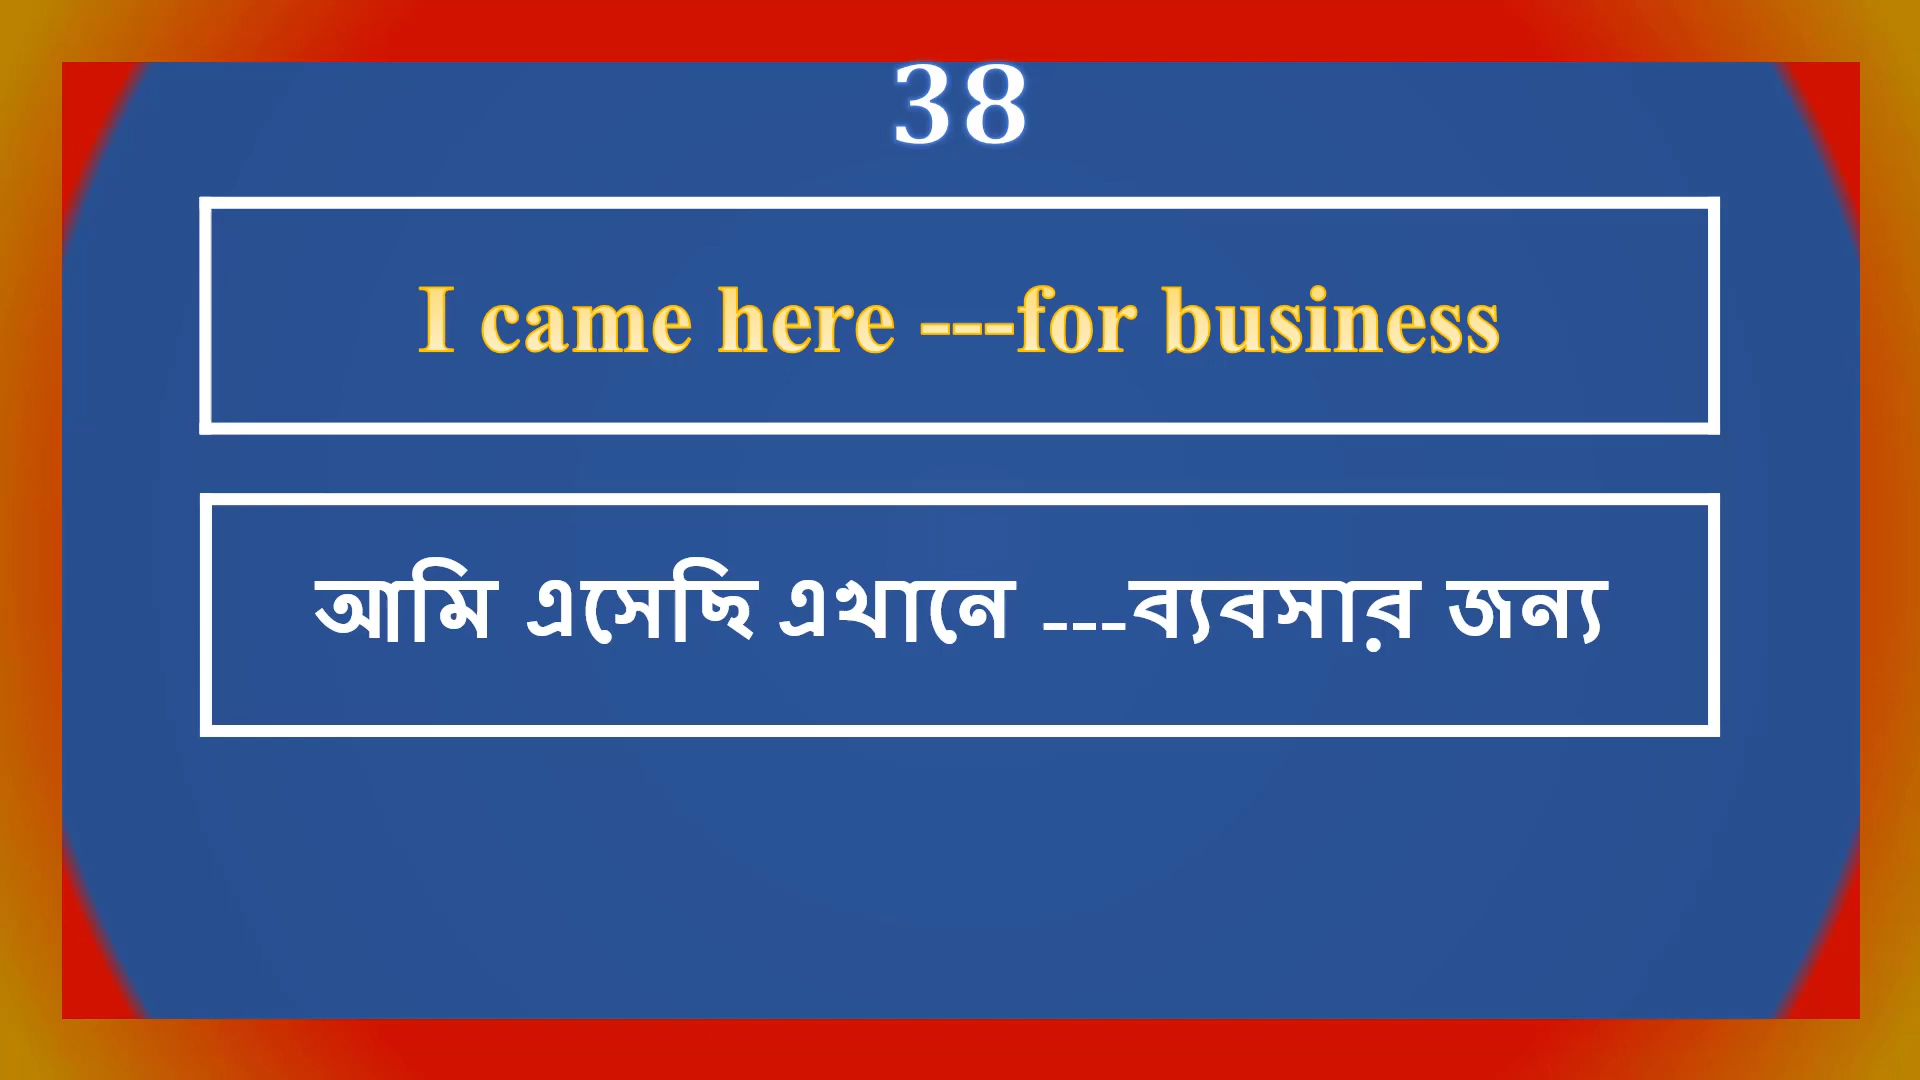 38
I came here ---for business
আমি এসেছি এখানে ---ব্যবসার জন্য